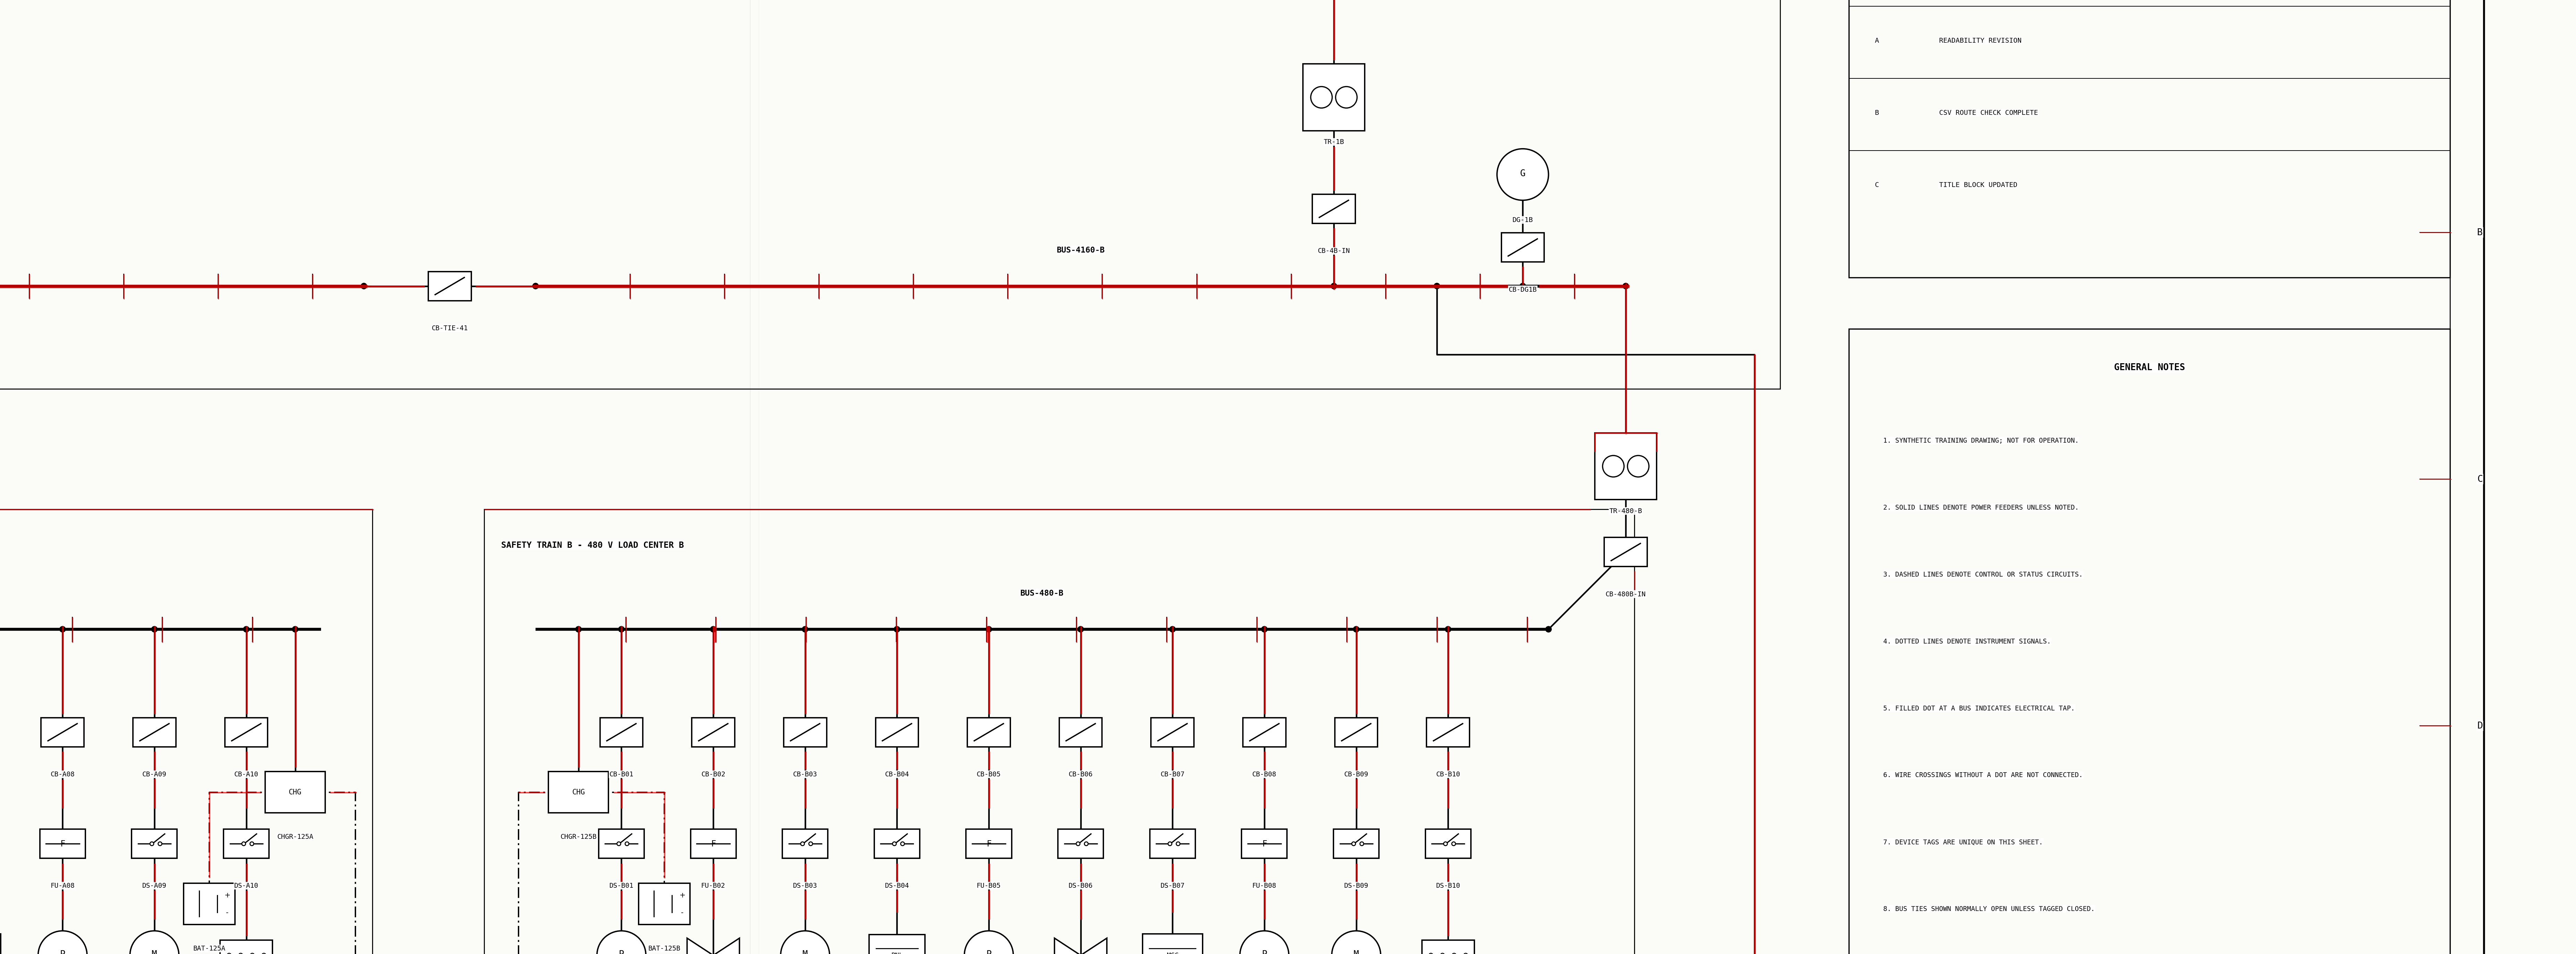 A READABILITY REVISION
B CSV ROUTE CHECK COMPLETE
TR-1B
G
C TITLE BLOCK UPDATED
DG-1B
B
BUS-4160-B
CB-4B-IN
CB-DG1B
CB-TIE-41
GENERAL NOTES
1. SYNTHETIC TRAINING DRAWING; NOT FOR OPERATION.
C
2. SOLID LINES DENOTE POWER FEEDERS UNLESS NOTED.
TR-480-B
SAFETY TRAIN B - 480 V LOAD CENTER B
3. DASHED LINES DENOTE CONTROL OR STATUS CIRCUITS.
BUS-480-B
CB-480B-IN
4. DOTTED LINES DENOTE INSTRUMENT SIGNALS.
5. FILLED DOT AT A BUS INDICATES ELECTRICAL TAP.
D
CB-A08 CB-A09 CB-A10 CB-B01 CB-B02 CB-B03 CB-B04 CB-B05 CB-B06 CB-B07 CB-B08 CB-B09 CB-B10
6. WIRE CROSSINGS WITHOUT A DOT ARE NOT CONNECTED.
CHG CHG
CHGR-125A CHGR-125B
F F F F
7. DEVICE TAGS ARE UNIQUE ON THIS SHEET.
FU-A08 DS-A09 DS-A10 DS-B01 FU-B02 DS-B03 DS-B04 FU-B05 DS-B06 DS-B07 FU-B08 DS-B09 DS-B10
+ +
- -
8. BUS TIES SHOWN NORMALLY OPEN UNLESS TAGGED CLOSED.
BAT-125A BAT-125B